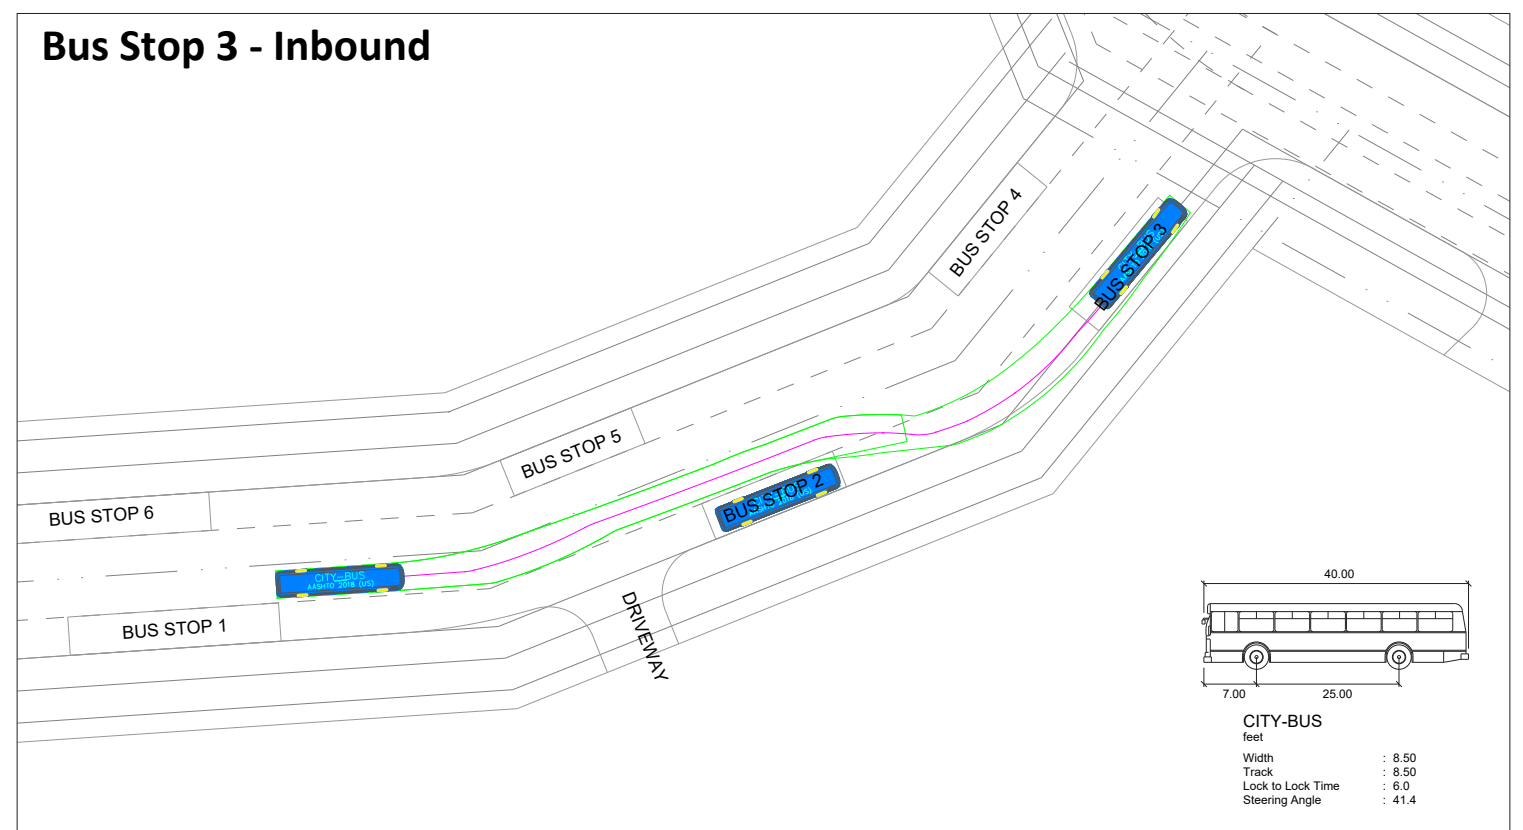 Bus Stop 3 - Inbound
BUS STOP 4
BUS STOP 3
BUS STOP 5
BUS STOP 2
BUS STOP 6
CITY-BUS
AASHTO 2018 (US)
BUS STOP 1
DRIVEWAY
40.00
7.00
25.00
CITY-BUS
feet
Width : 8.50
Track : 8.50
Lock to Lock Time : 6.0
Steering Angle : 41.4